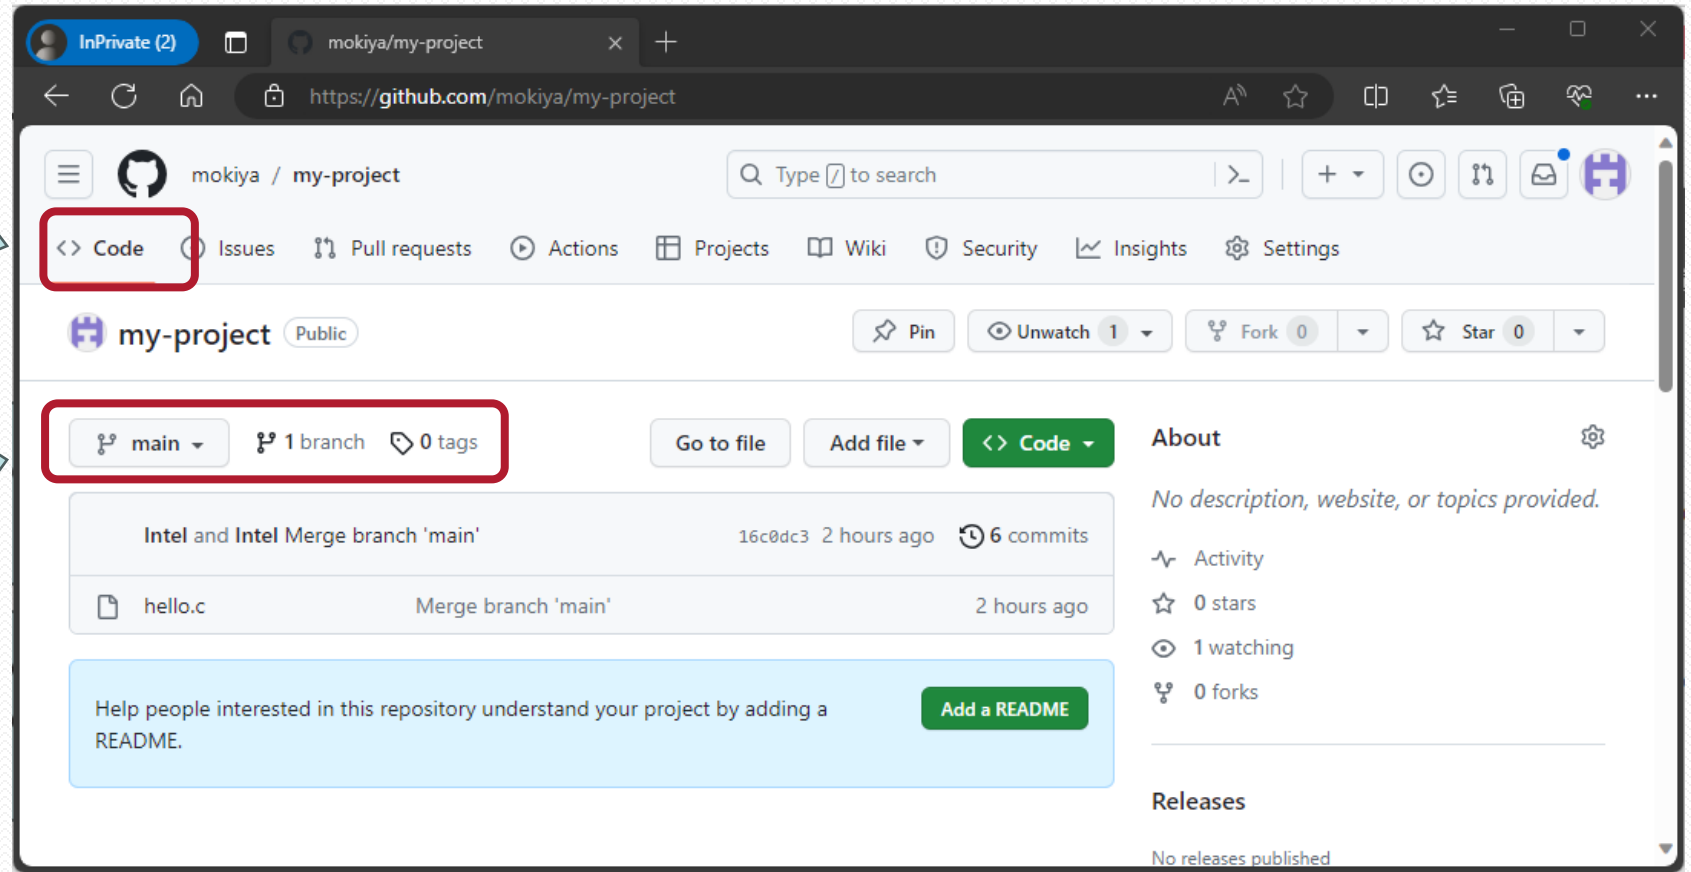 InPrivate (2)
mokiya/my-project
https://github.com/mokiya/my-project
mokiya / my-project
Type / to search
Code Issues Pull requests Actions Projects Wiki Security Insights Settings
my-project Public
Pin Unwatch 1 Fork 0 Star 0
main 1 branch 0 tags Go to file Add file Code
About
No description, website, or topics provided.
Intel and Intel Merge branch 'main' 16c0dc3 2 hours ago 6 commits
Activity
hello.c Merge branch 'main' 2 hours ago
0 stars
1 watching
0 forks
Help people interested in this repository understand your project by adding a
README.
Add a README
Releases
No releases published